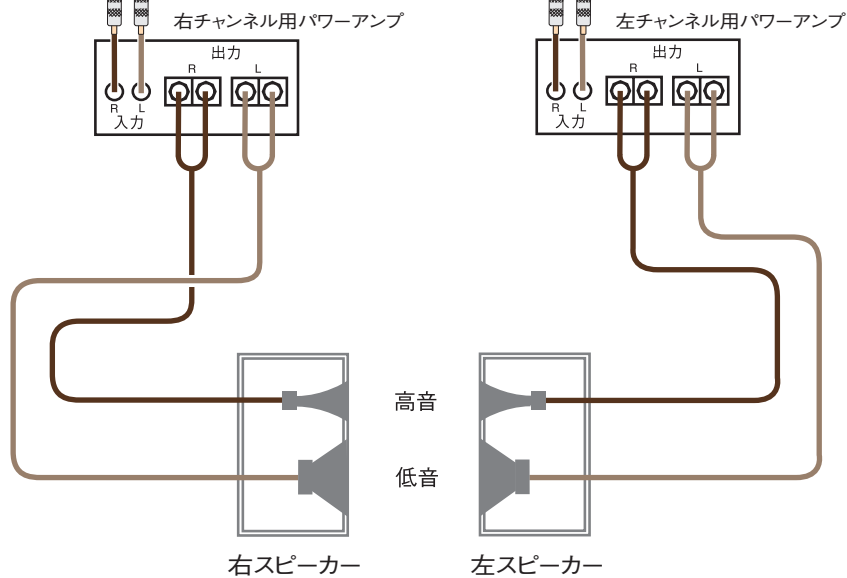 右チャンネル用パワーアンプ
出力
R L
R L
入力
左チャンネル用パワーアンプ
出力
R L
R L
入力
高音
低音
右スピーカー
左スピーカー